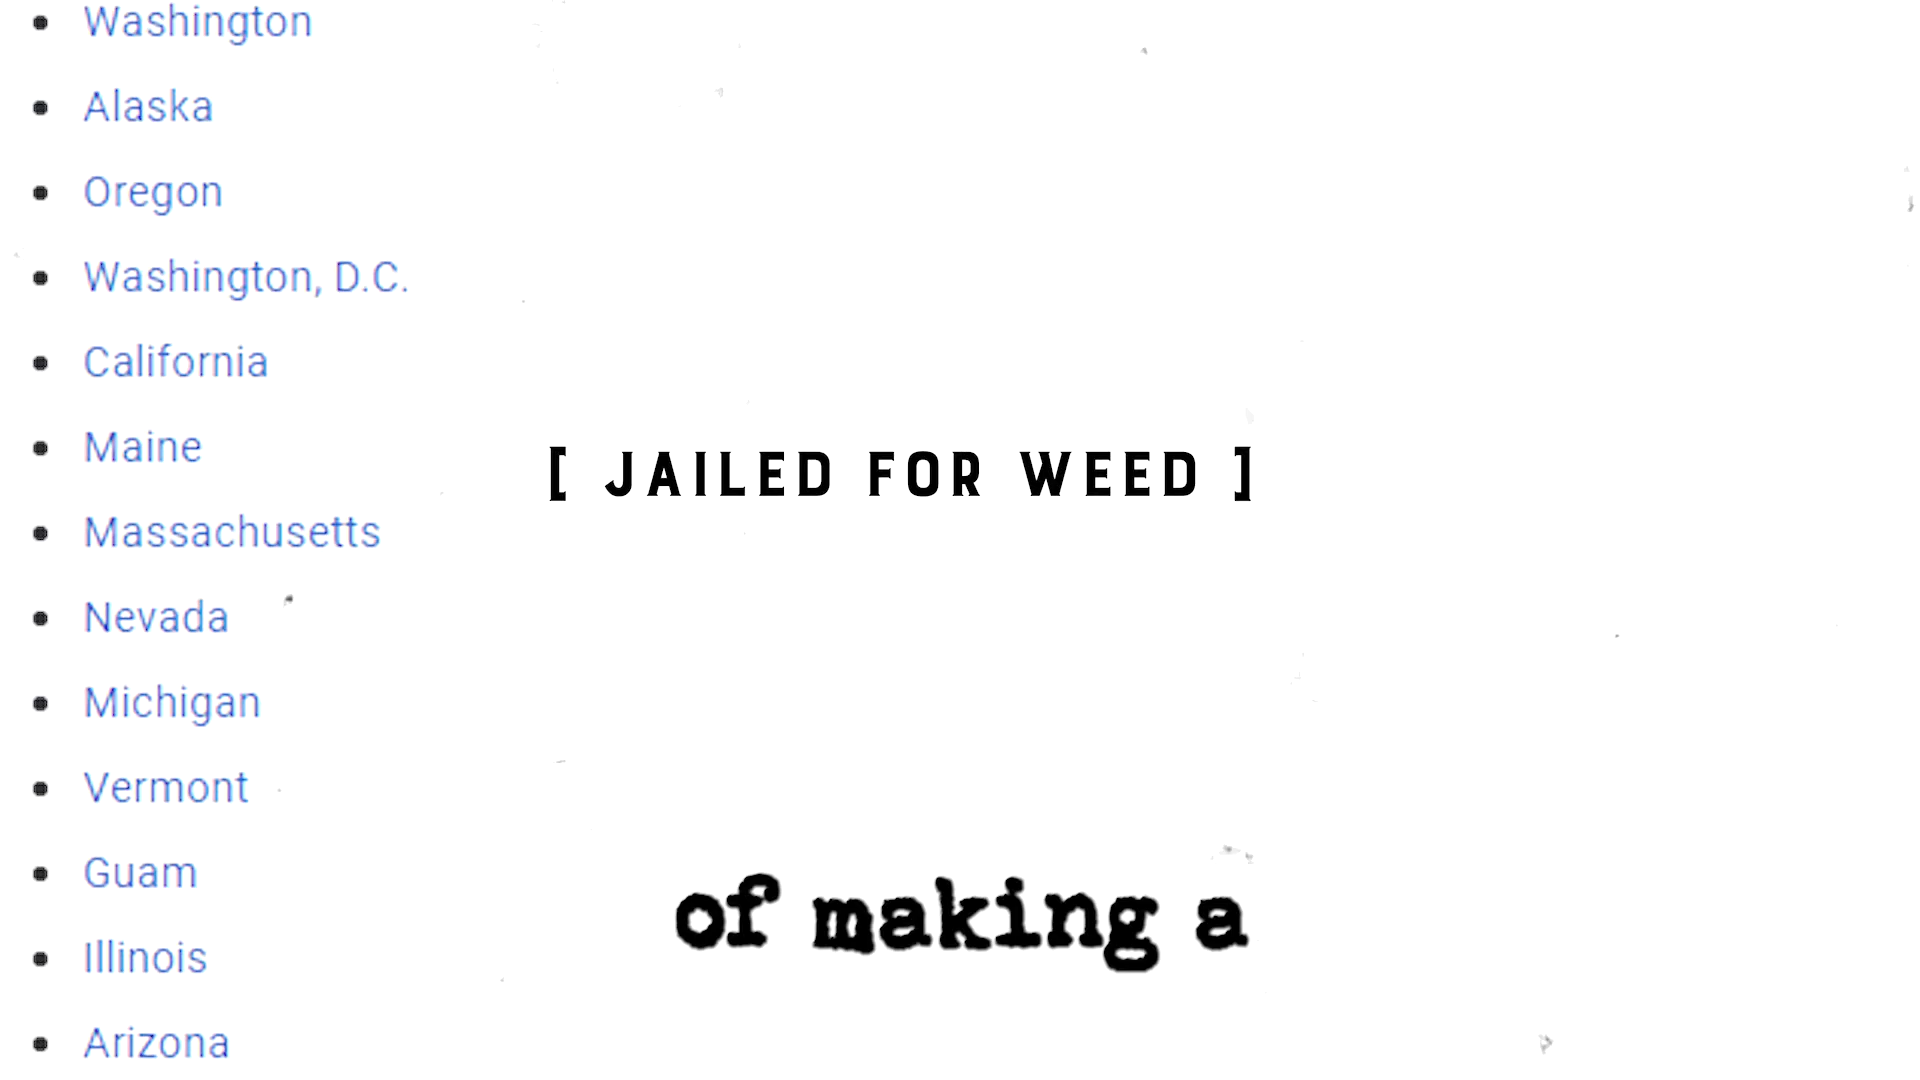 Washington
Alaska
Oregon
Washington, D.C.
California
Maine
Massachusetts
Nevada
Michigan
Vermont
Guam
Illinois
Arizona
[ JAILED FOR WEED ]
of making a